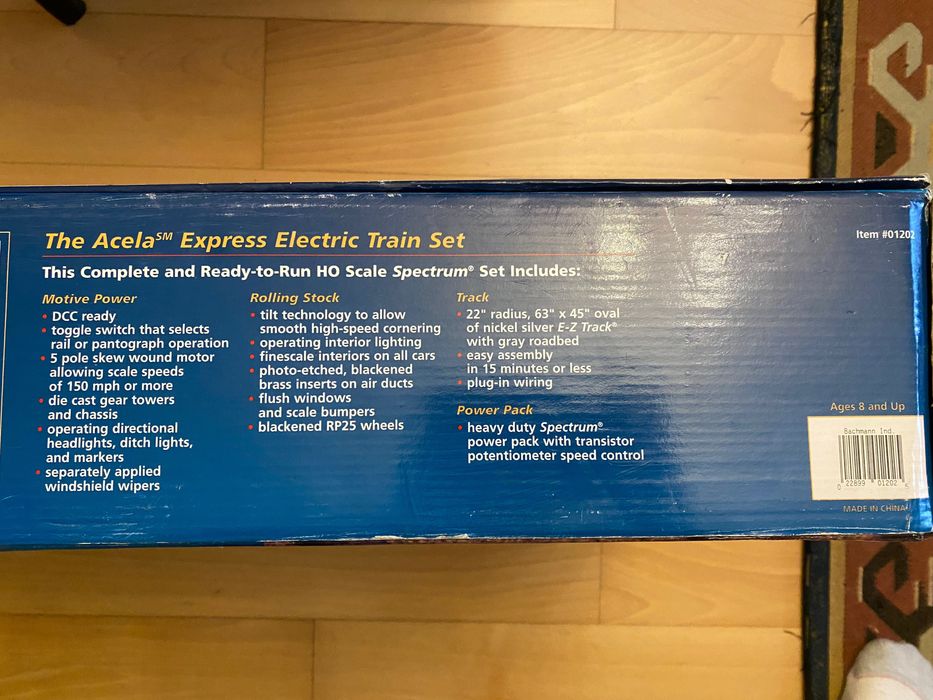 The Acela℠ Express Electric Train Set
Item #01202
This Complete and Ready-to-Run HO Scale Spectrum® Set Includes:
Motive Power
• DCC ready
• toggle switch that selects
rail or pantograph operation
• 5 pole skew wound motor
allowing scale speeds
of 150 mph or more
• die cast gear towers
and chassis
• operating directional
headlights, ditch lights,
and markers
• separately applied
windshield wipers
Rolling Stock
• tilt technology to allow
smooth high-speed cornering
• operating interior lighting
• finescale interiors on all cars
• photo-etched, blackened
brass inserts on air ducts
• flush windows
and scale bumpers
• blackened RP25 wheels
Track
• 22" radius, 63" x 45" oval
of nickel silver E-Z Track®
with gray roadbed
• easy assembly
in 15 minutes or less
• plug-in wiring
Power Pack
• heavy duty Spectrum®
power pack with transistor
potentiometer speed control
Ages 8 and Up
Bachmann Ind.
0 22899 01202 5
MADE IN CHINA